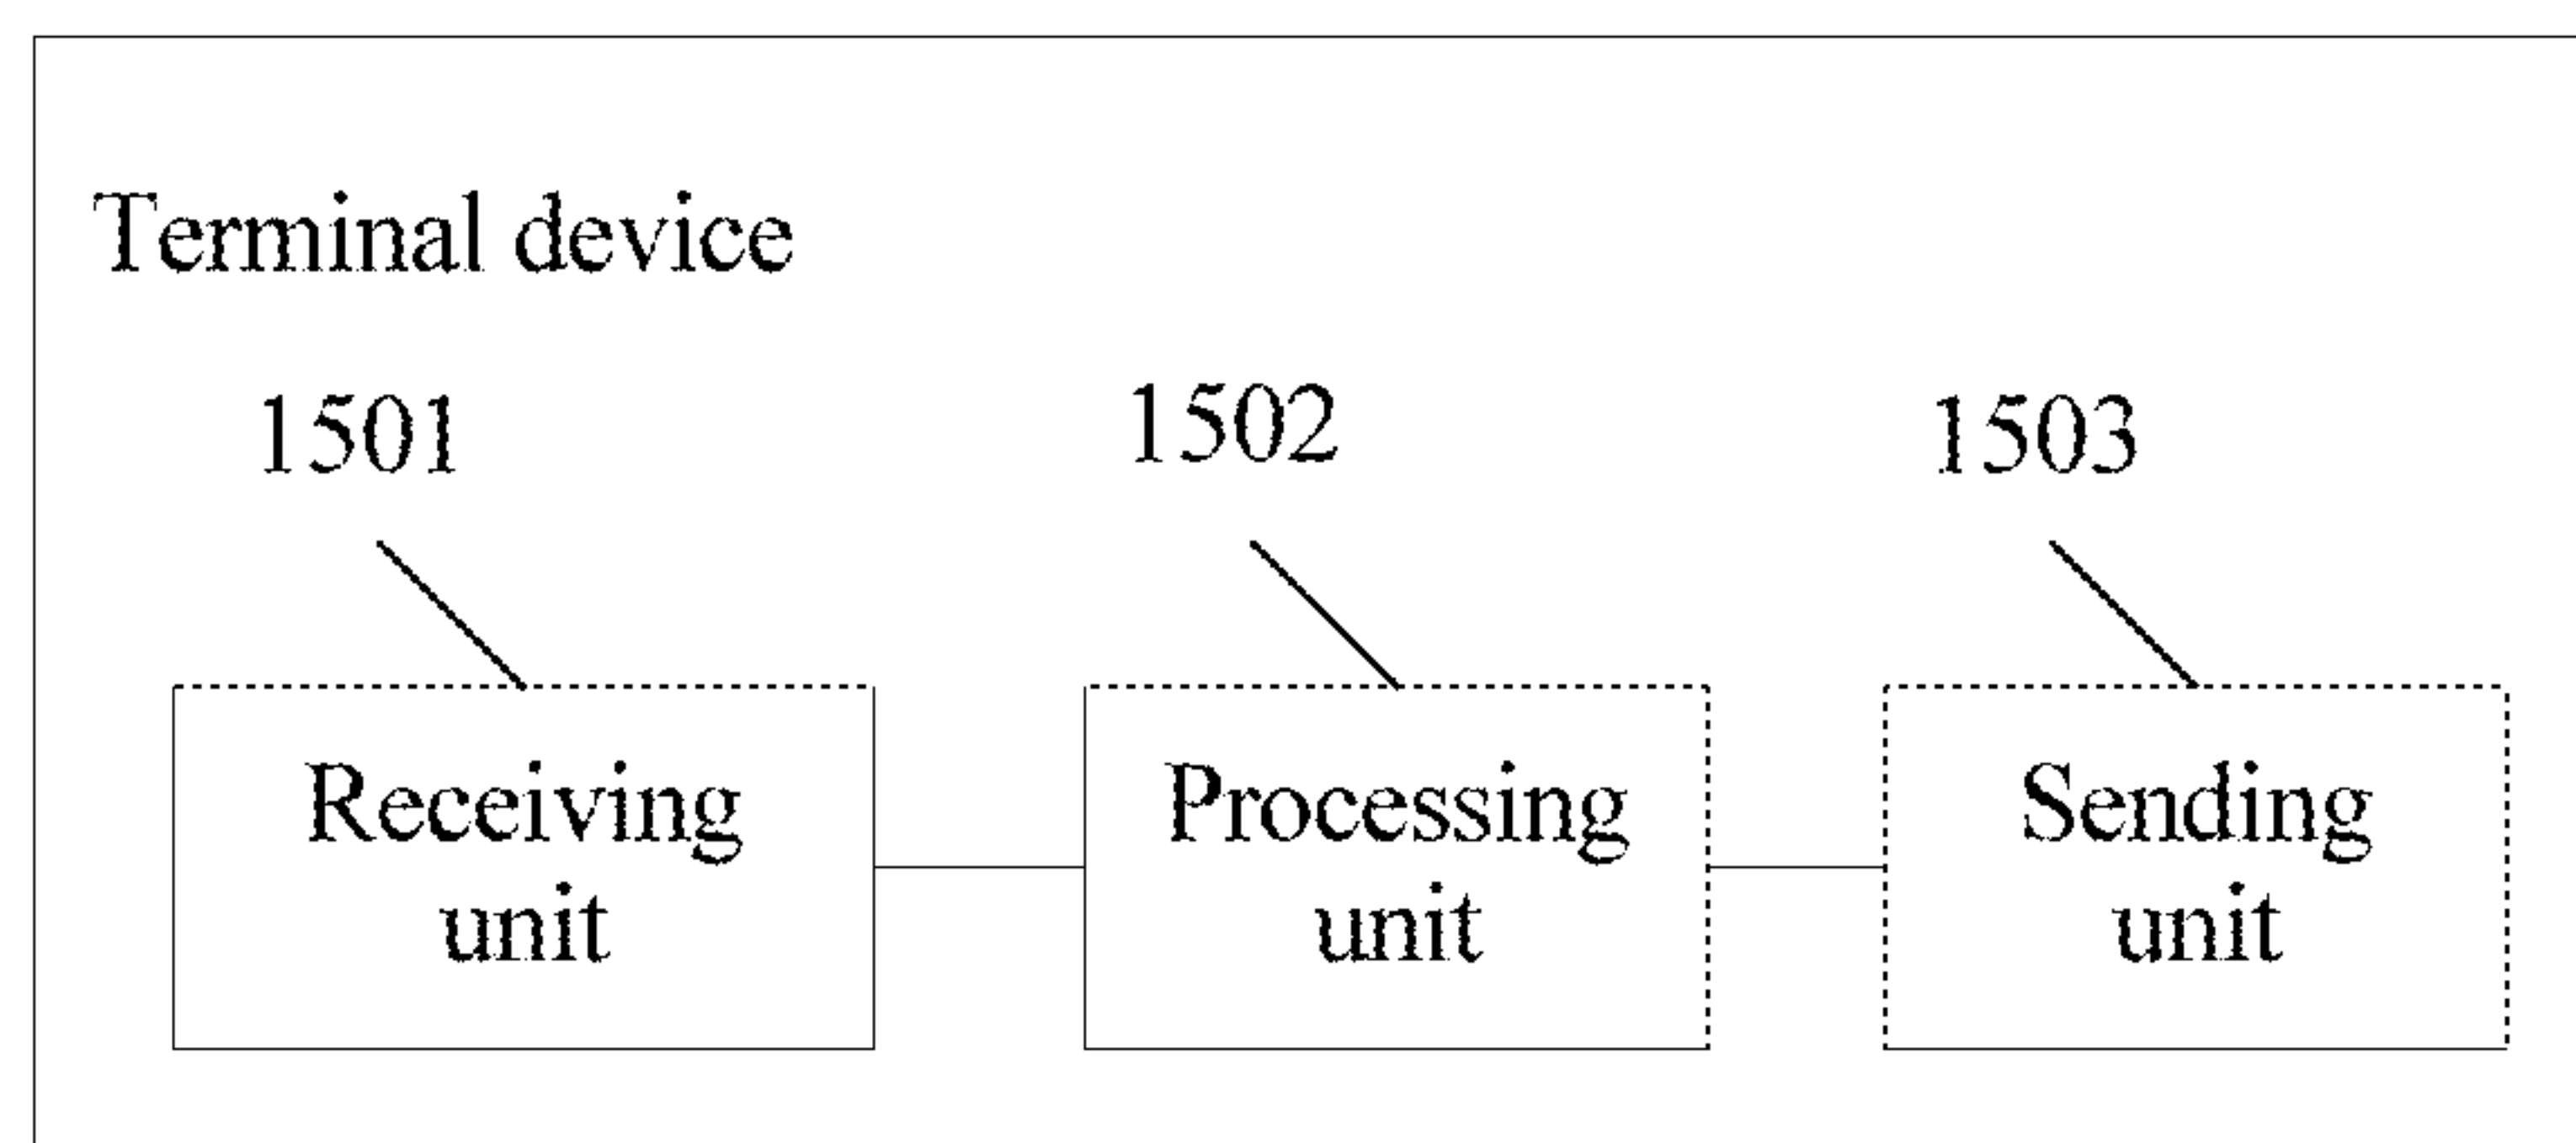 Terminal device
1501
1502
1503
Receiving
unit
Processing
unit
Sending
unit